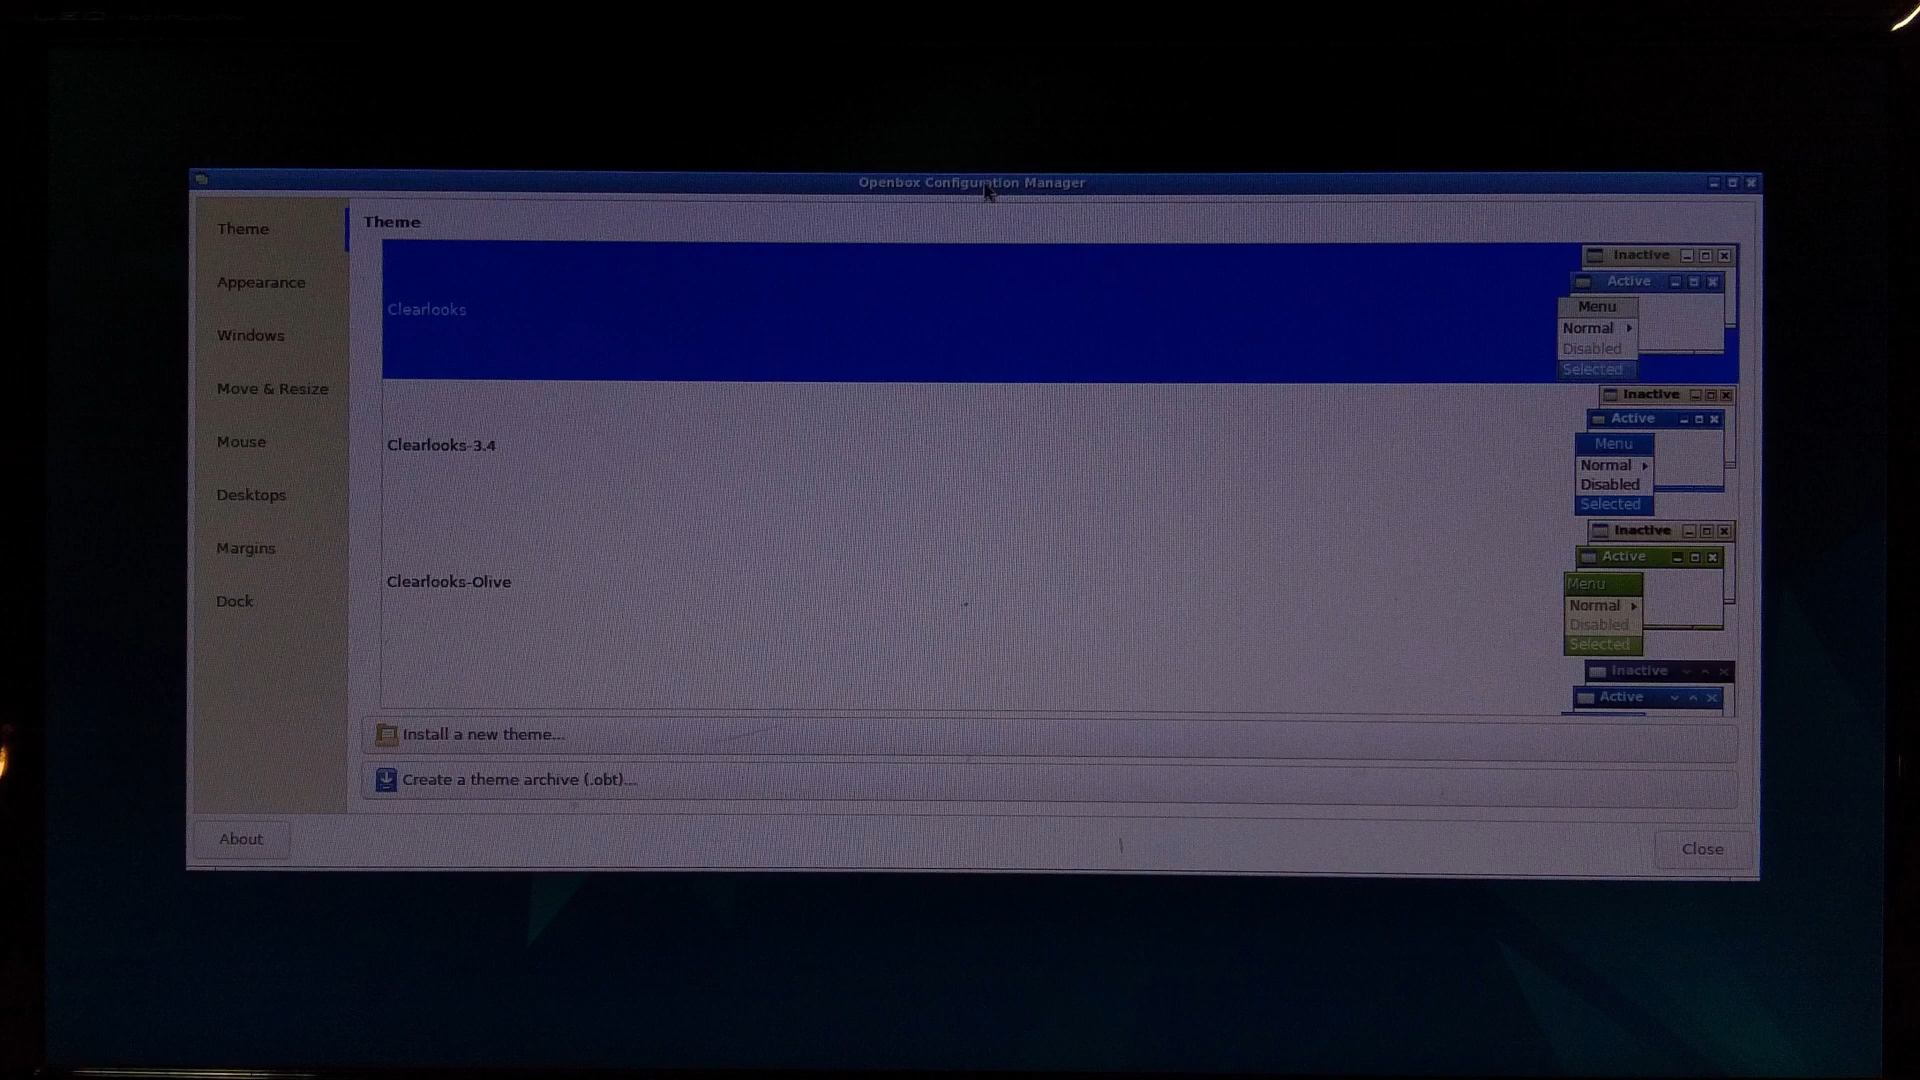 Openbox Configuration Manager
Theme
Appearance
Windows
Move & Resize
Mouse
Desktops
Margins
Dock
Theme
Clearlooks
Inactive
Active
Menu
Normal
Disabled
Selected
Clearlooks-3.4
Inactive
Active
Menu
Normal
Disabled
Selected
Clearlooks-Olive
Inactive
Active
Menu
Normal
Disabled
Selected
Inactive
Active
Install a new theme...
Create a theme archive (.obt)...
About
Close